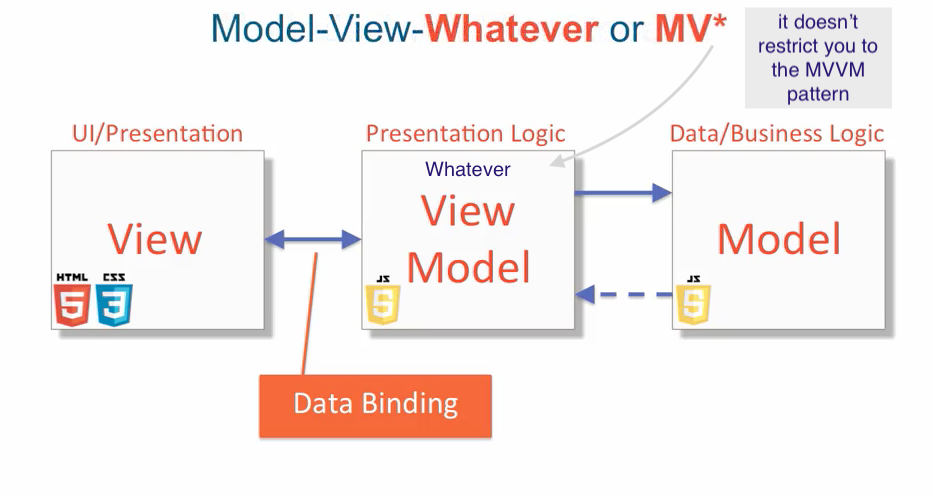 Model-View-Whatever or MV*
it doesn't
restrict you to
the MVVM
pattern
UI/Presentation
Presentation Logic
Data/Business Logic
View
HTML
5
CSS
3
Whatever
View
Model
JS
5
Model
JS
5
Data Binding